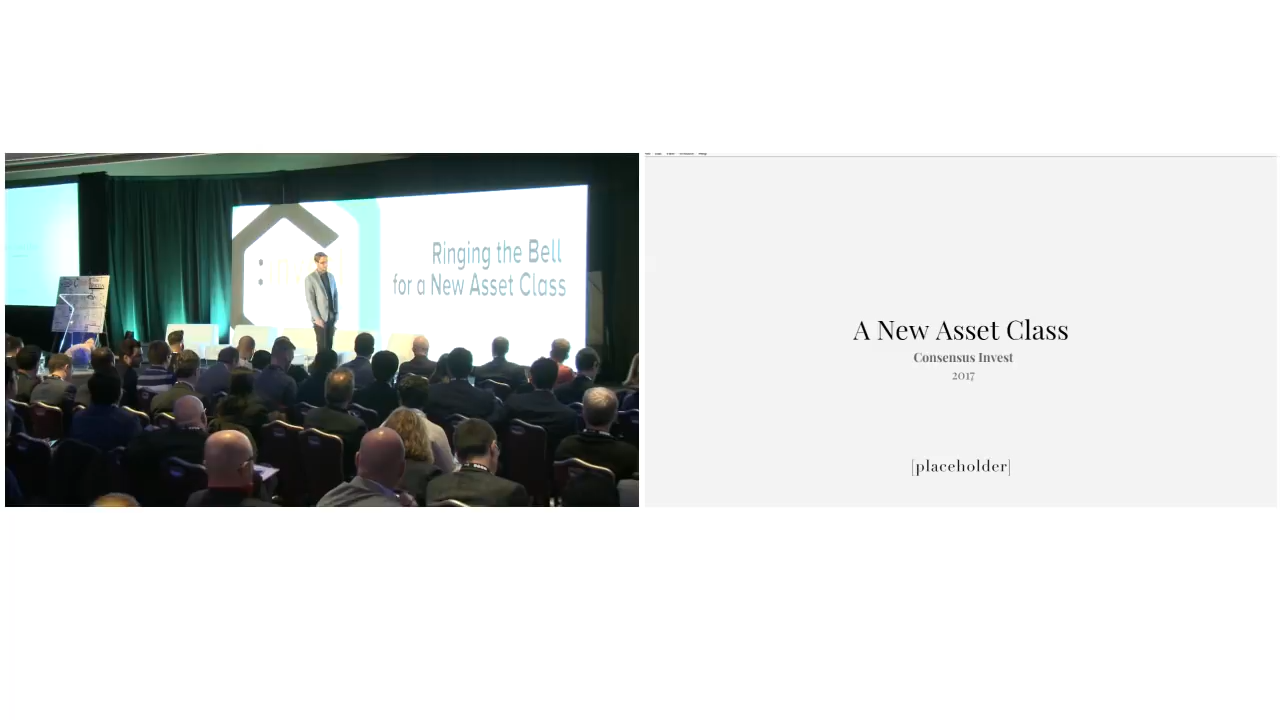 Ringing the Bell
for a New Asset Class
A New Asset Class
Consensus Invest
2017
[placeholder]